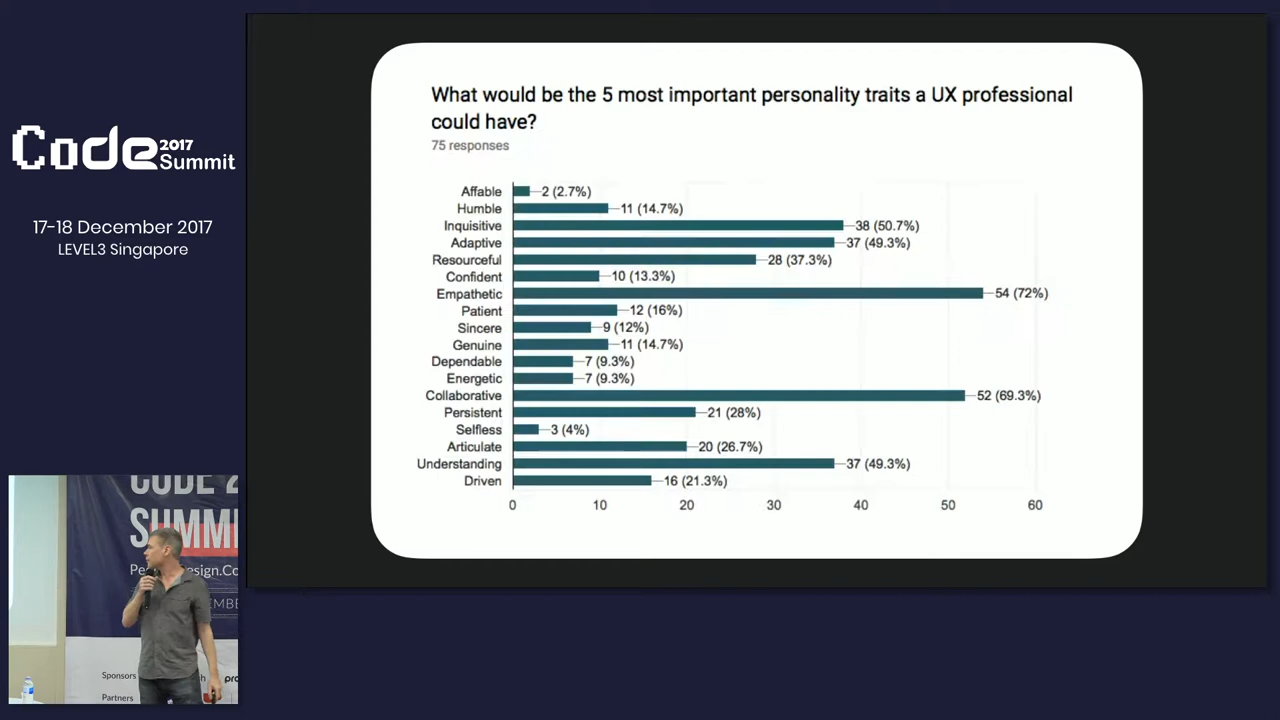 Code 2017
Summit
17-18 December 2017
LEVEL3 Singapore
What would be the 5 most important personality traits a UX professional
could have?
75 responses
Affable 2 (2.7%)
Humble 11 (14.7%)
Inquisitive 38 (50.7%)
Adaptive 37 (49.3%)
Resourceful 28 (37.3%)
Confident 10 (13.3%)
Empathetic 54 (72%)
Patient 12 (16%)
Sincere 9 (12%)
Genuine 11 (14.7%)
Dependable 7 (9.3%)
Energetic 7 (9.3%)
Collaborative 52 (69.3%)
Persistent 21 (28%)
Selfless 3 (4%)
Articulate 20 (26.7%)
Understanding 37 (49.3%)
Driven 16 (21.3%)
0 10 20 30 40 50 60
CODE 2
SUMM
Sponsors
Partners